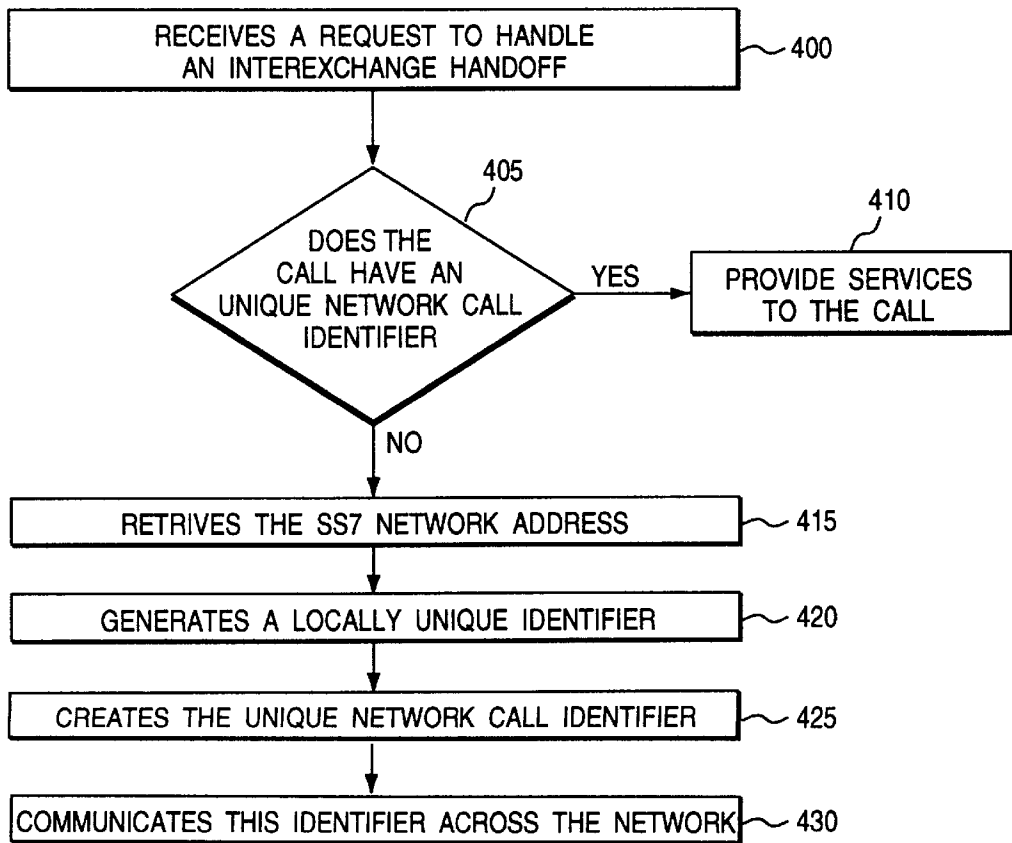 RECEIVES A REQUEST TO HANDLE
AN INTEREXCHANGE HANDOFF
400
405
DOES THE
CALL HAVE AN
UNIQUE NETWORK CALL
IDENTIFIER
YES
410
PROVIDE SERVICES
TO THE CALL
NO
RETRIVES THE SS7 NETWORK ADDRESS
415
GENERATES A LOCALLY UNIQUE IDENTIFIER
420
CREATES THE UNIQUE NETWORK CALL IDENTIFIER
425
COMMUNICATES THIS IDENTIFIER ACROSS THE NETWORK
430